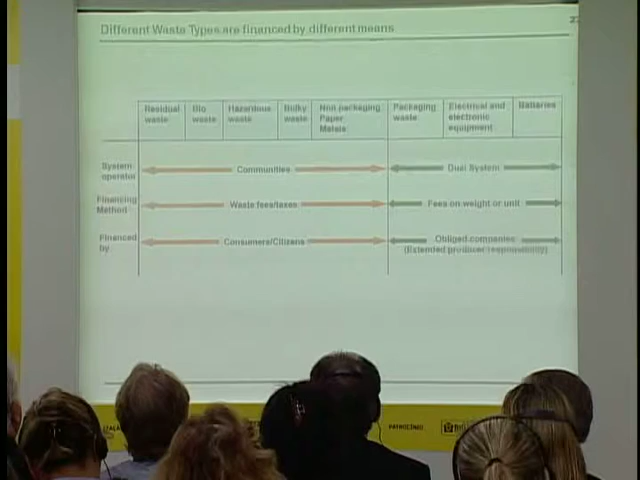 Different Waste Types are financed by different means
Residual waste
Bio waste
Hazardous waste
Bulky waste
Non packaging Paper Metals
Packaging waste
Electrical and electronic equipment
Batteries
System operator
Communities
Dual System
Financing Method
Waste fees/taxes
Fees on weight or unit
Financed by
Consumers/Citizens
Obliged companies
(Extended producer responsibility)
PATROCÍNIO: